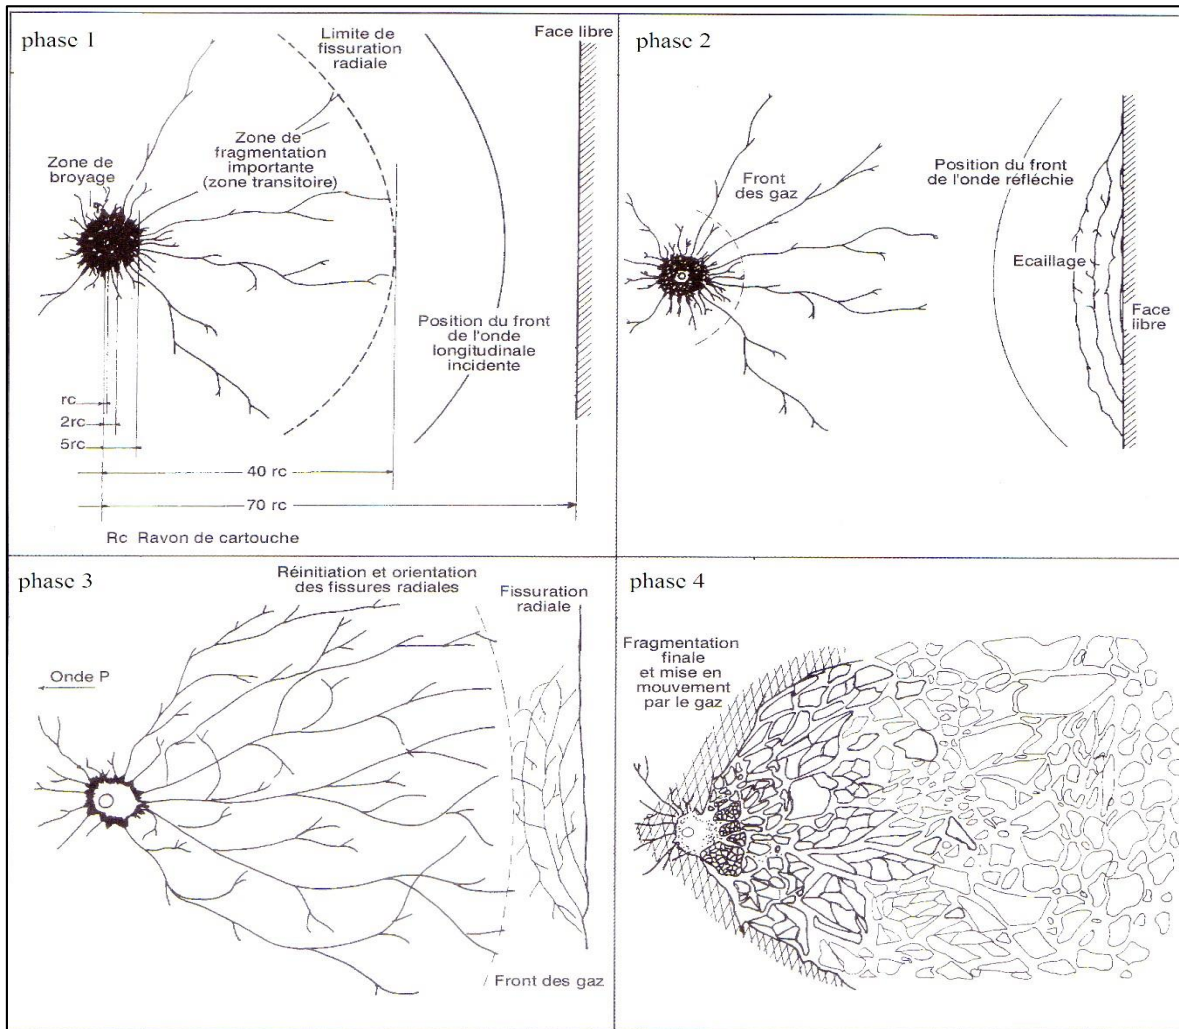 phase 1
Limite de
fissuration
radiale
Face libre
Zone de
fragmentation
importante
(zone transitoire)
Zone de
broyage
Position du front
de l'onde
longitudinale
incidente
rc
2rc
5rc
40 rc
70 rc
Rc Ravon de cartouche
phase 2
Front
des gaz
Position du front
de l'onde réfléchie
Ecaillage
Face
libre
phase 3
Réinitiation et orientation
des fissures radiales
Fissuration
radiale
Onde P
Front des gaz
phase 4
Fragmentation
finale
et mise en
mouvement
par le gaz